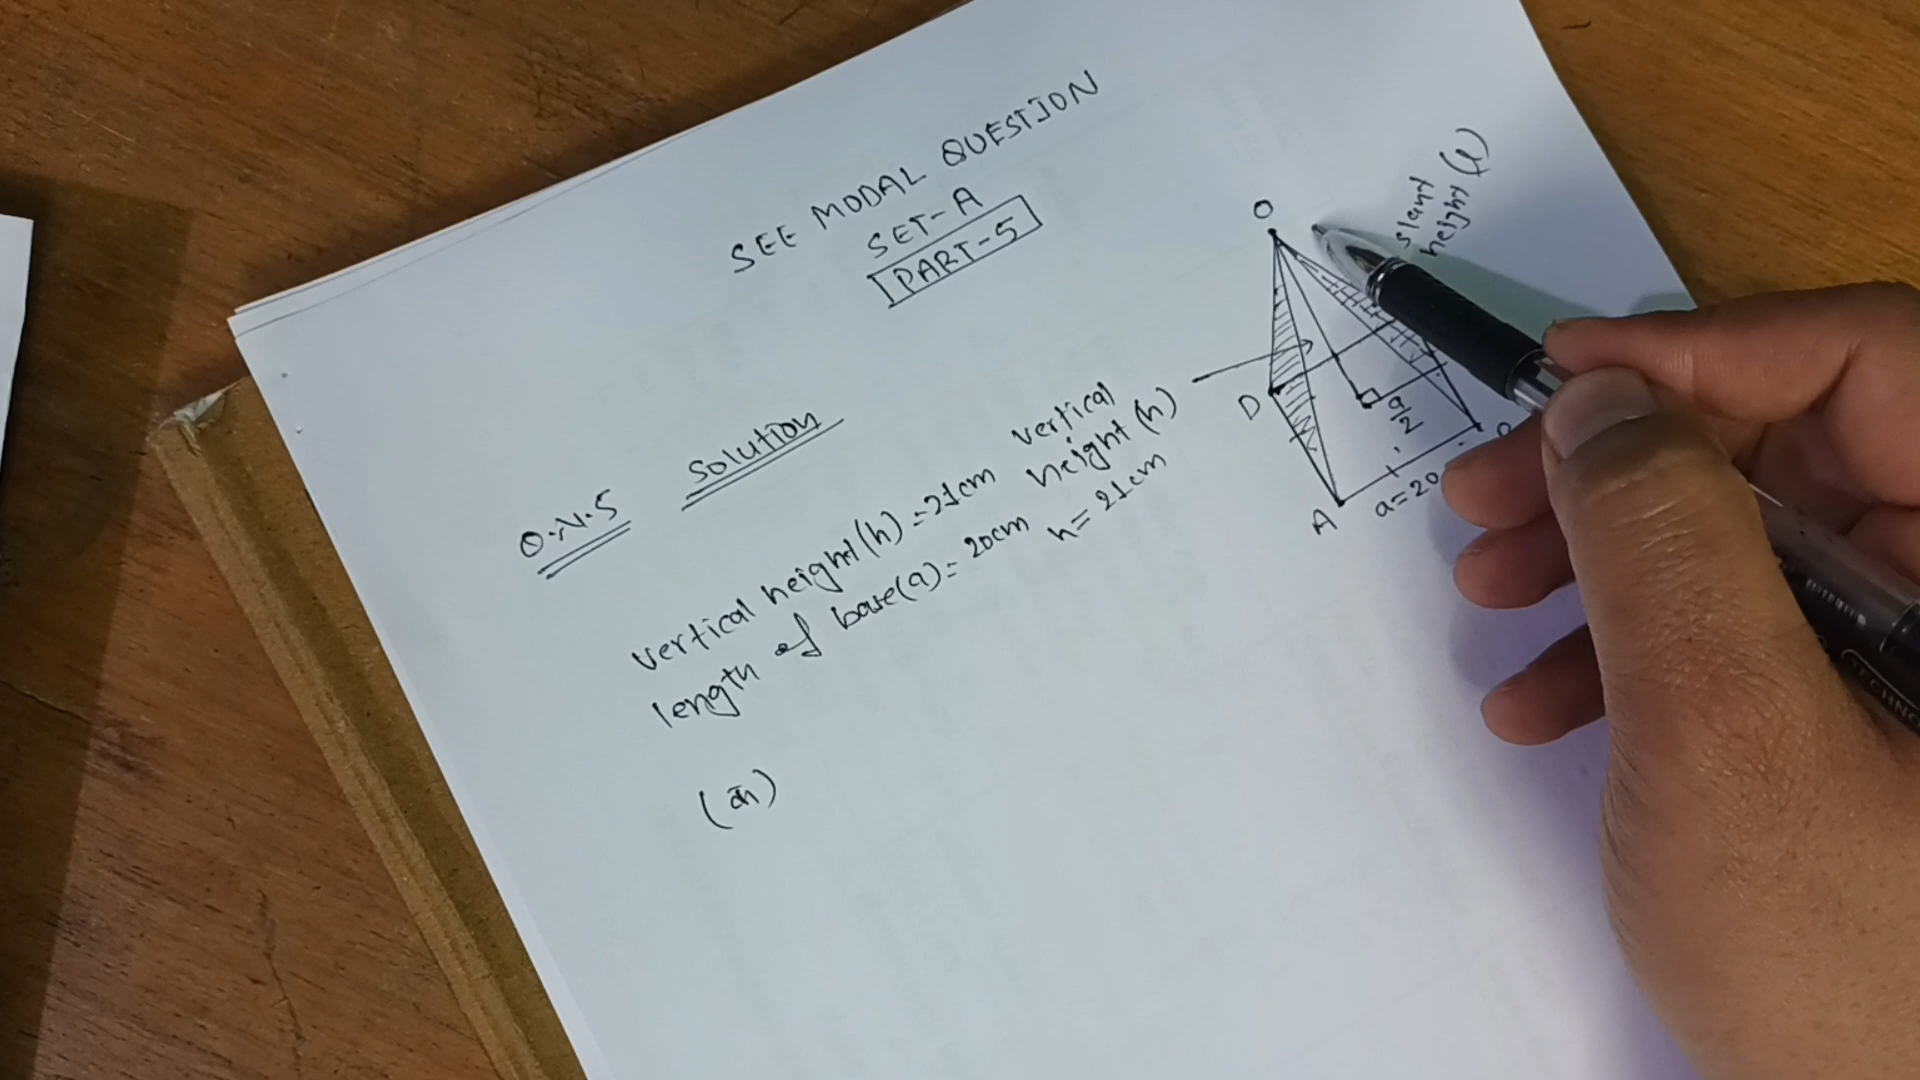 SEE MODAL QUESTION
SET-A
PART-5
Q.N.5 Solution
Vertical height (h) = 21cm
length of base (a) = 20cm
vertical
height (h)
h = 21cm
O
slant
height (l)
D
a/2
A
a = 20